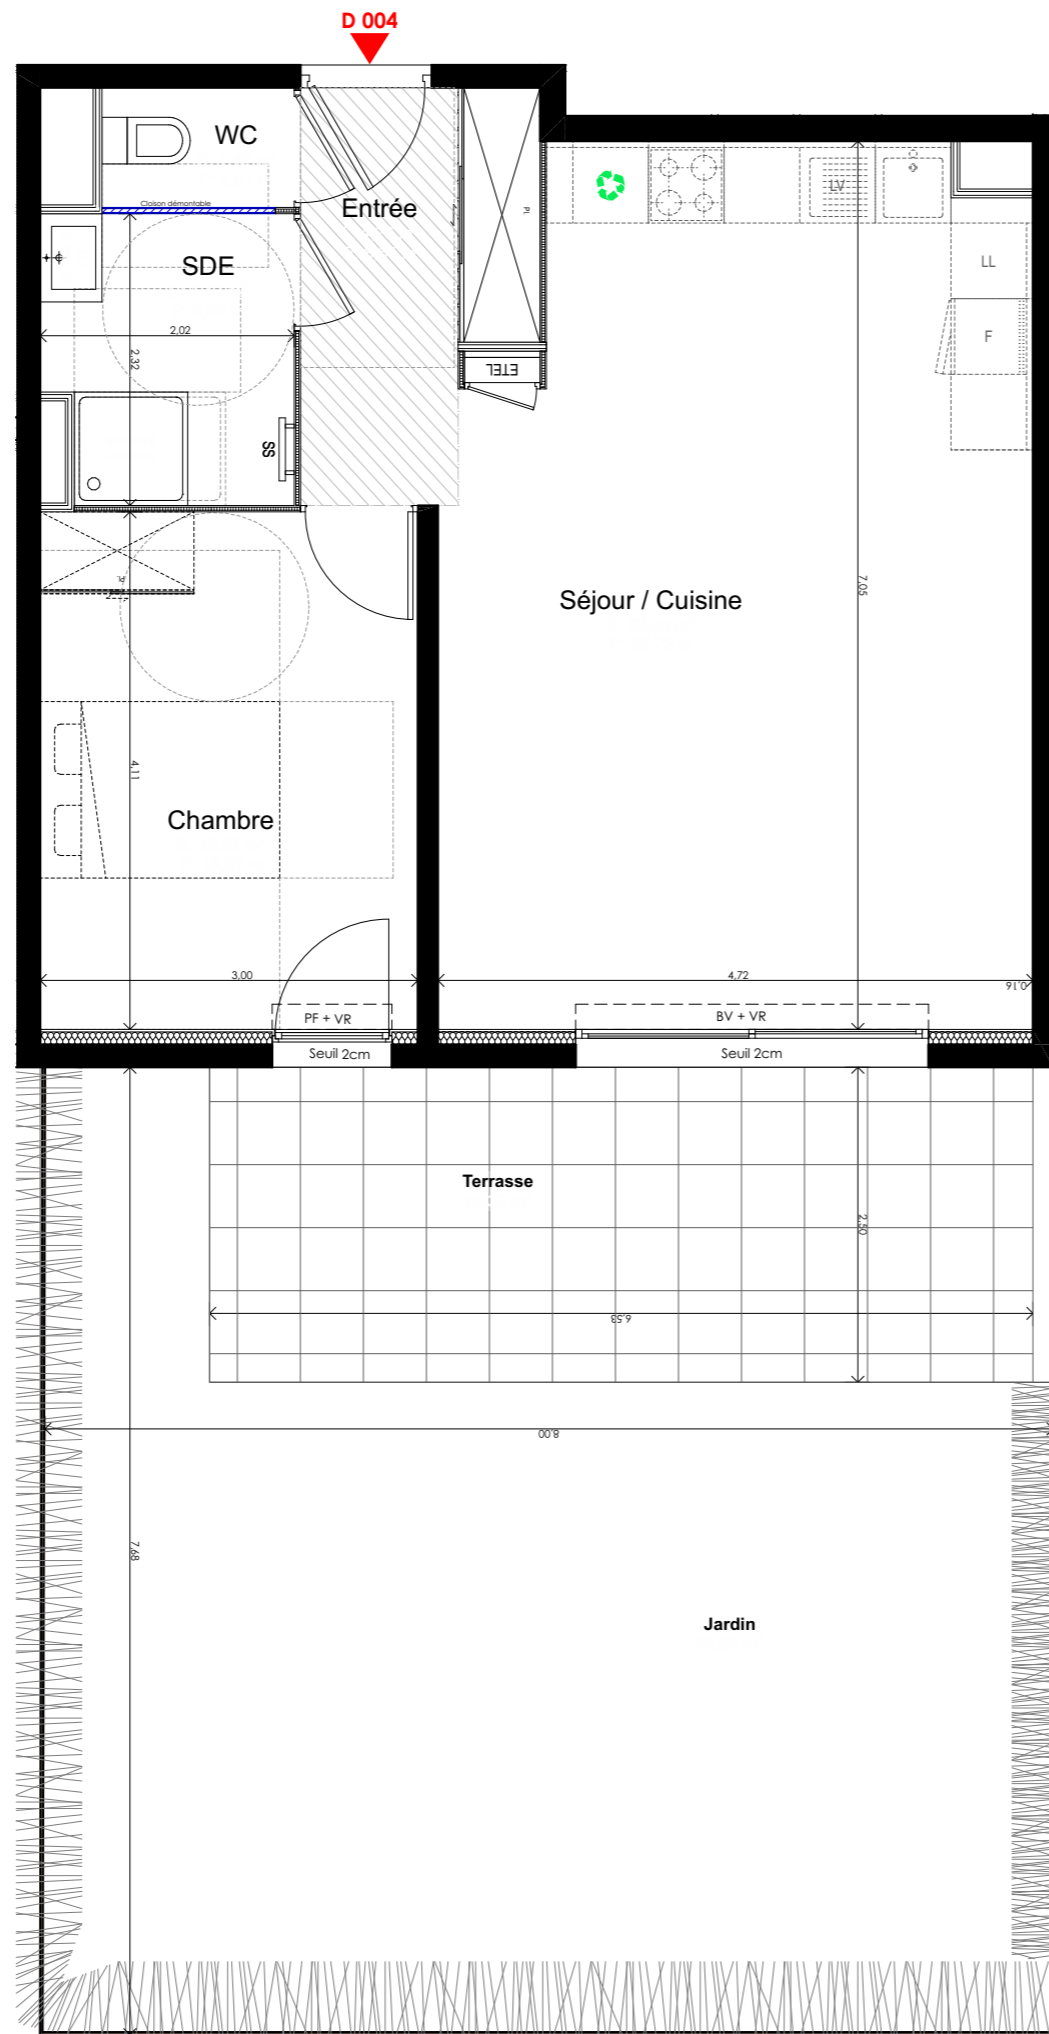 D 004
WC
Entrée
Cloison démontable
SDE
2,02
2,32
SS
PL
ETEL
LV
LL
F
PL
Séjour / Cuisine
7,05
4,11
Chambre
3,00
4,72
0,16
PF + VR
BV + VR
Seuil 2cm
Seuil 2cm
Terrasse
2,50
6,53
8,00
7,68
Jardin